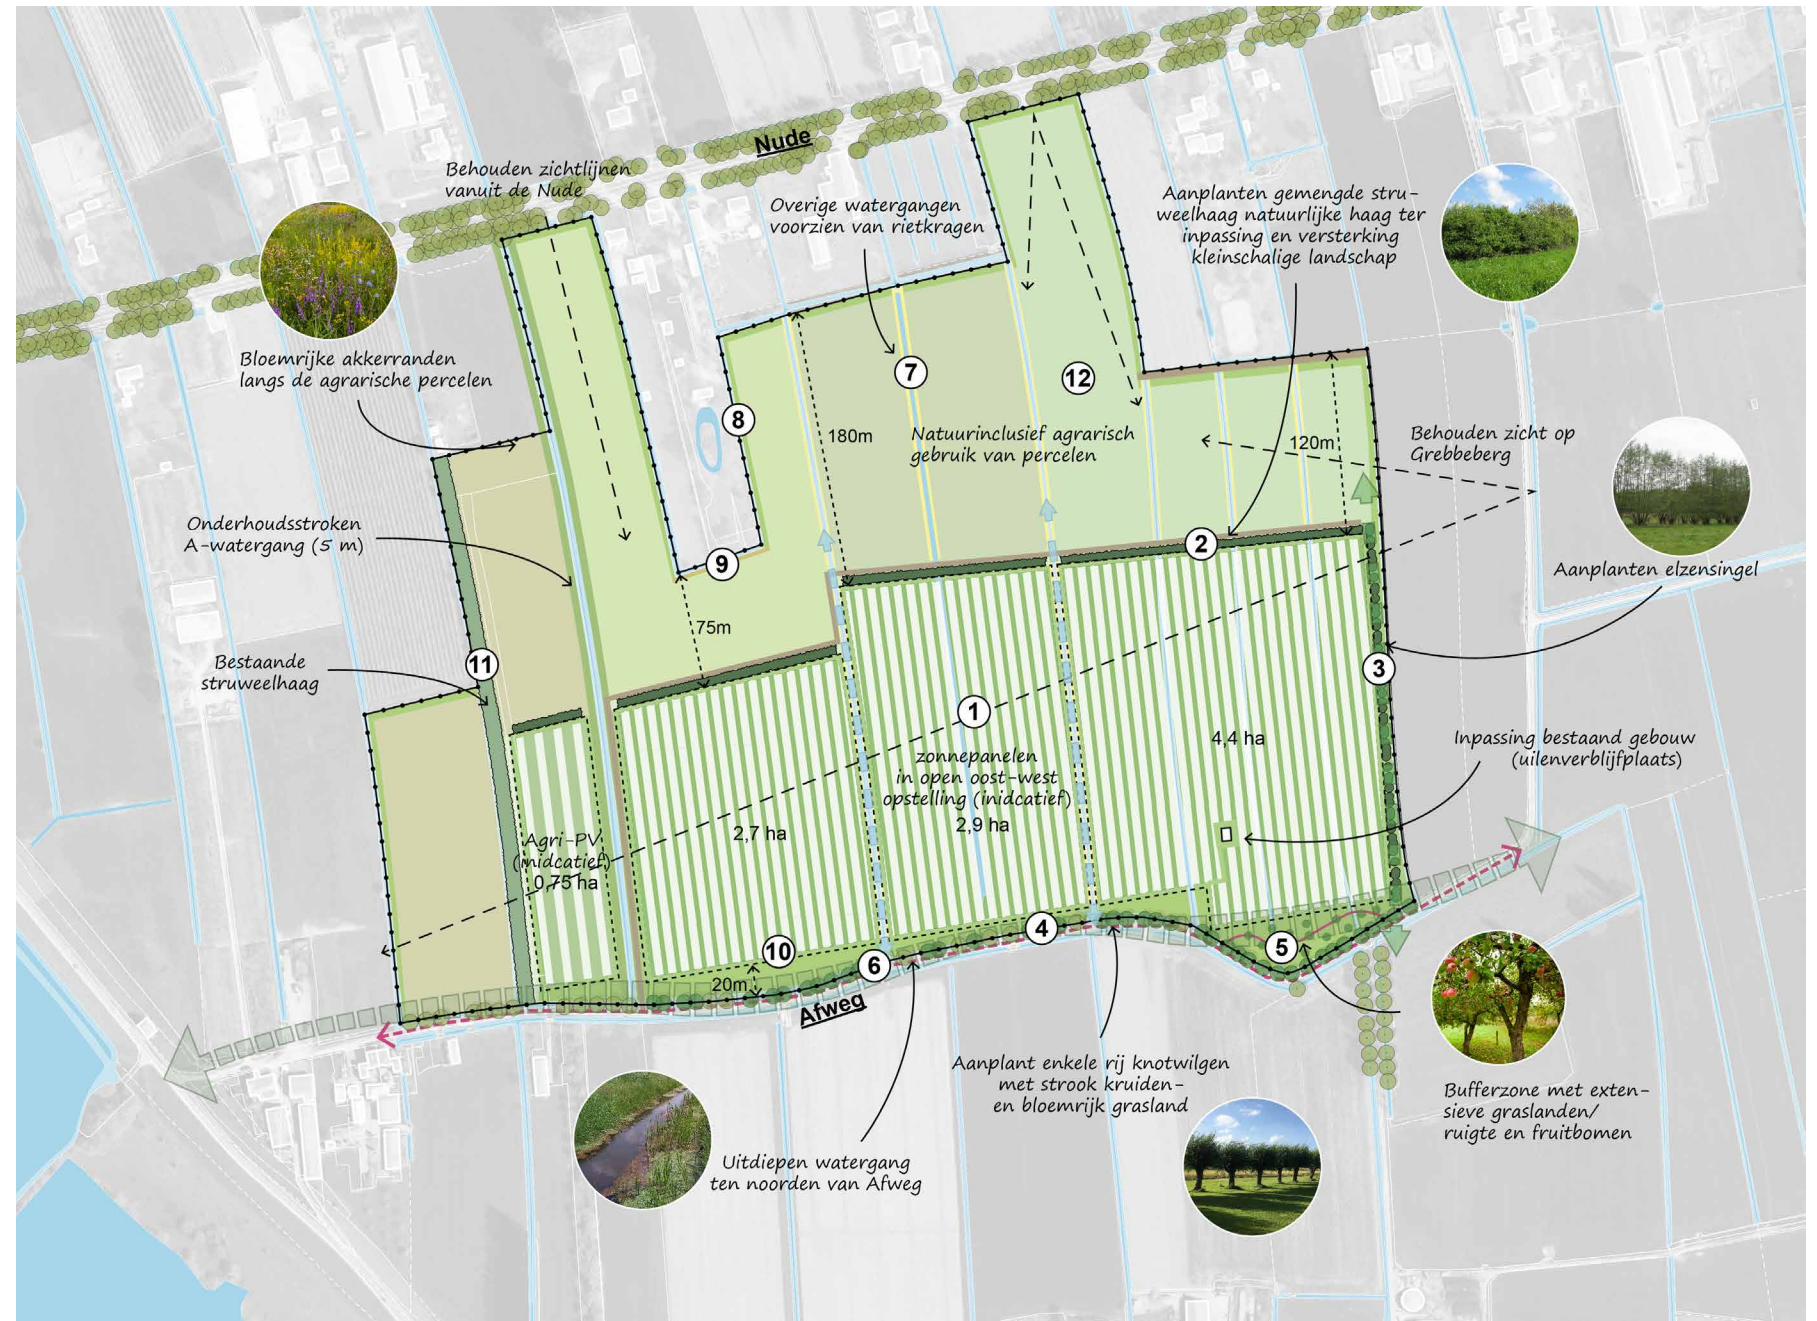 Nude
Behouden zichtlijnen
vanuit de Nude
Overige watergangen
voorzien van rietkragen
Aanplanten gemengde stru-
weelhaag natuurlijke haag ter
inpassing en versterking
kleinschalige landschap
Bloemrijke akkerranden
langs de agrarische percelen
7
12
8
180m
Natuurinclusief agrarisch
gebruik van percelen
120m
Behouden zicht op
Grebbeberg
Onderhoudsstroken
A-watergang (5 m)
9
2
Aanplanten elzensingel
75m
Bestaande
struweelhaag
11
3
1
zonnepanelen
in open oost-west
opstelling (inidcatief)
2,9 ha
4,4 ha
Inpassing bestaand gebouw
(uilenverblijfplaats)
2,7 ha
Agri-PV
(inidcatief)
0,75 ha
10
4
5
6
20m
Afweg
Aanplant enkele rij knotwilgen
met strook kruiden-
en bloemrijk grasland
Bufferzone met exten-
sieve graslanden/
ruigte en fruitbomen
Uitdiepen watergang
ten noorden van Afweg